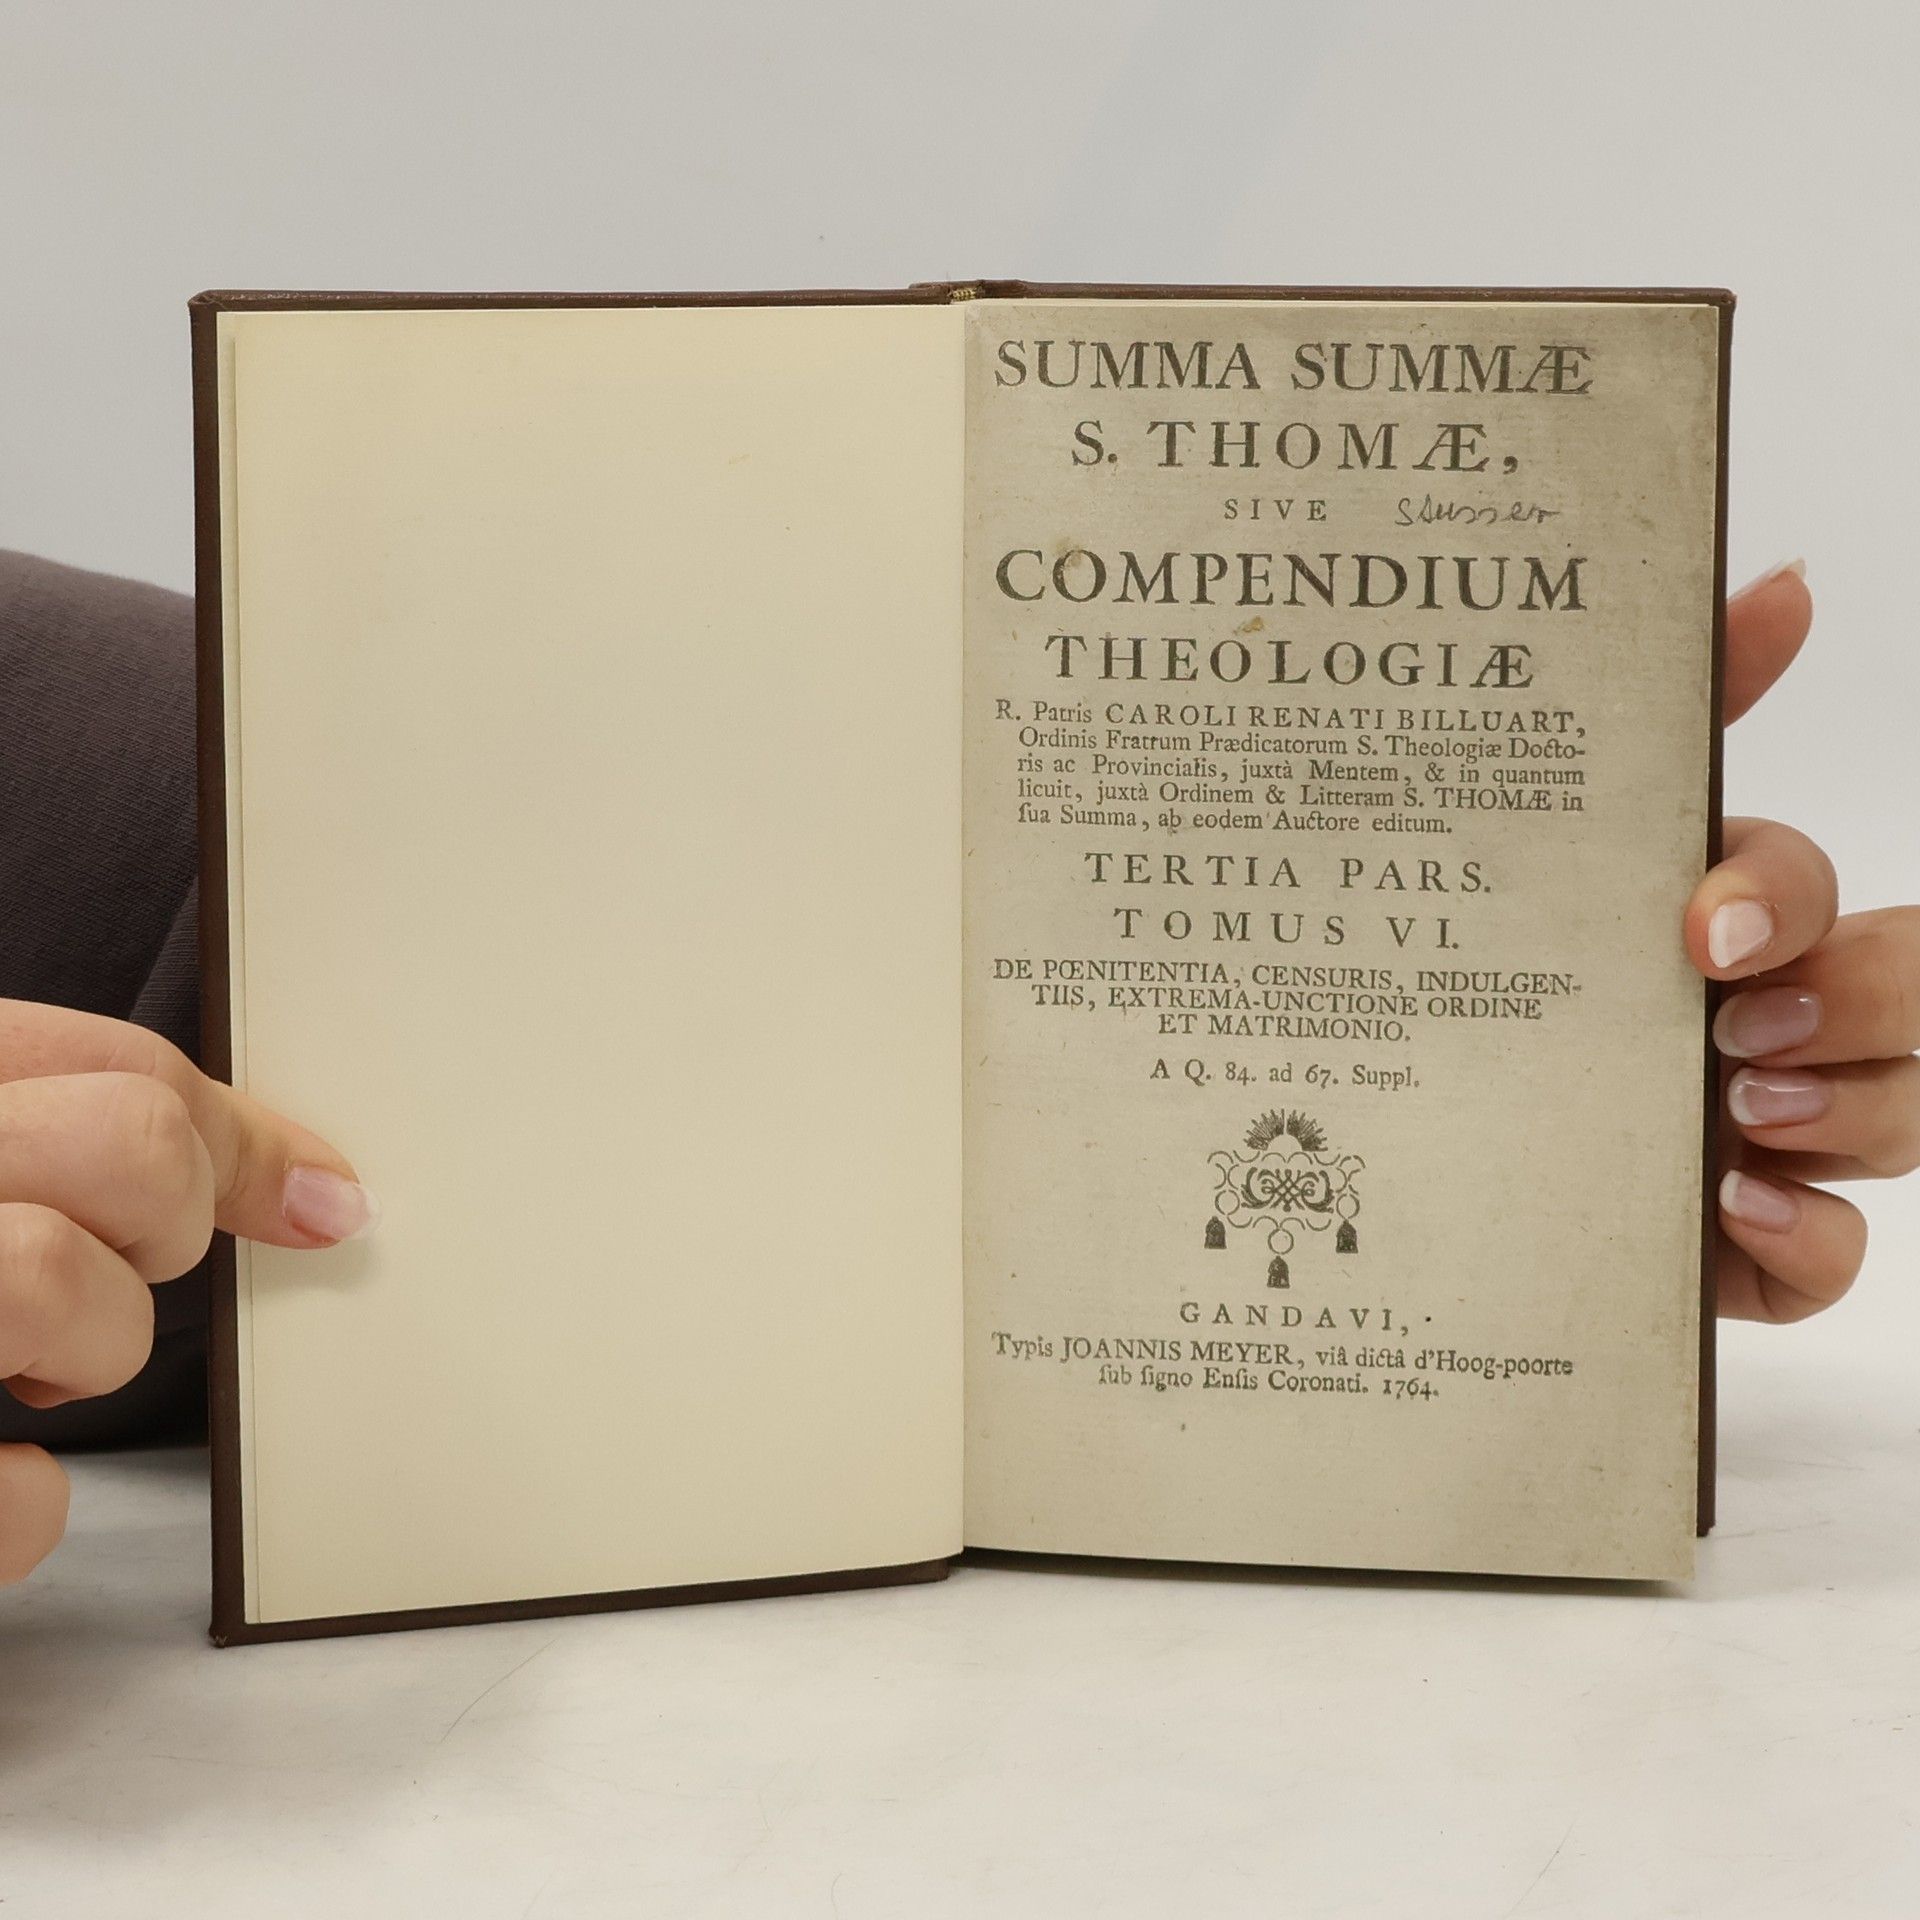 SUMMA SUMMÆ
S. THOMÆ,
SIVE
COMPENDIUM
THEOLOGIÆ
R. Patris CAROLI RENATI BILLUART,
Ordinis Fratrum Prædicatorum S. Theologiæ Docto-
ris ac Provincialis, juxtà Mentem, & in quantum
licuit, juxtà Ordinem & Litteram S. THOMÆ in
ſua Summa, ab eodem Auctore editum.
TERTIA PARS.
TOMUS VI.
DE PŒNITENTIA, CENSURIS, INDULGEN-
TIIS, EXTREMA-UNCTIONE ORDINE
ET MATRIMONIO.
A Q. 84. ad 67. Suppl.
GANDAVI,
Typis JOANNIS MEYER, viâ dictâ d'Hoog-poorte
ſub ſigno Enſis Coronati. 1764.